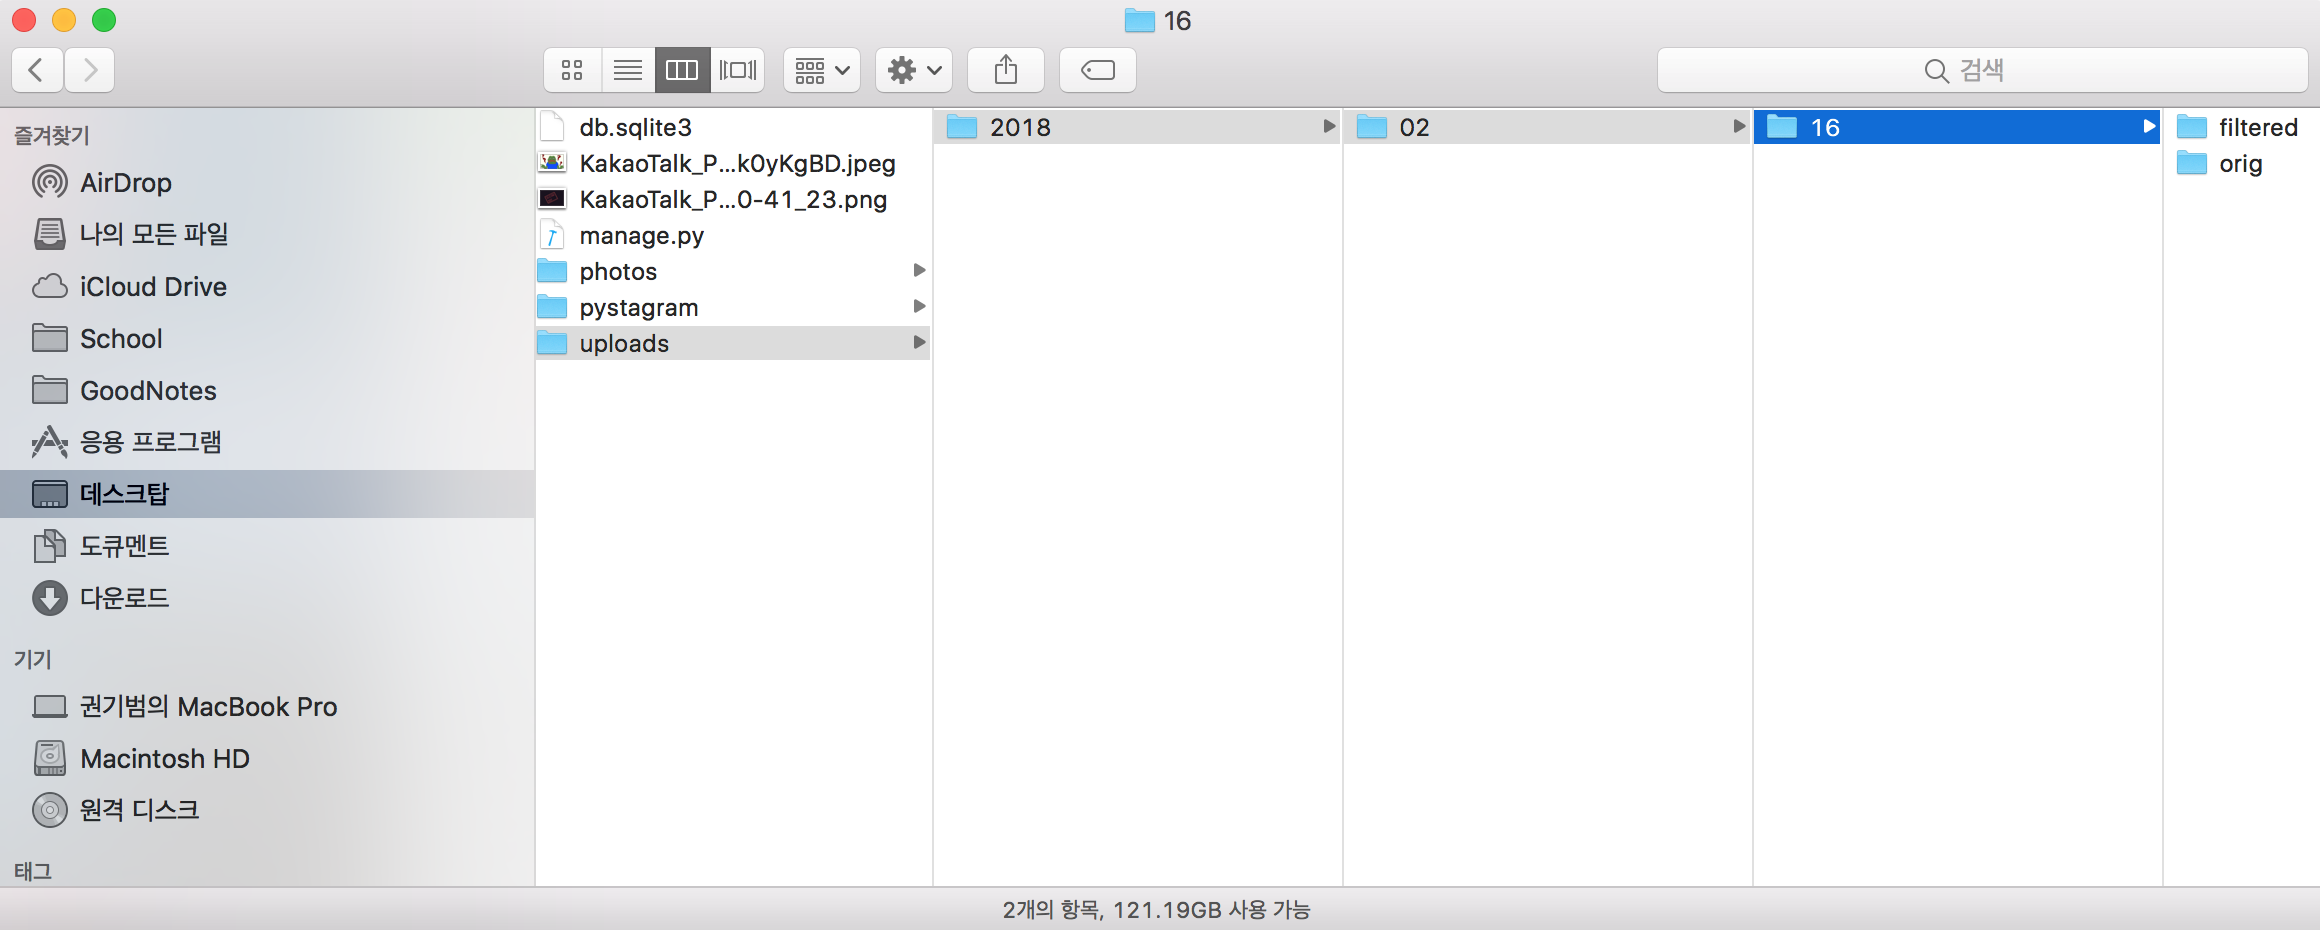 16
검색
즐겨찾기
AirDrop
나의 모든 파일
iCloud Drive
School
GoodNotes
응용 프로그램
데스크탑
도큐멘트
다운로드
기기
권기범의 MacBook Pro
Macintosh HD
원격 디스크
태그
db.sqlite3
KakaoTalk_P...k0yKgBD.jpeg
KakaoTalk_P...0-41_23.png
manage.py
photos
pystagram
uploads
2018
02
16
filtered
orig
2개의 항목, 121.19GB 사용 가능